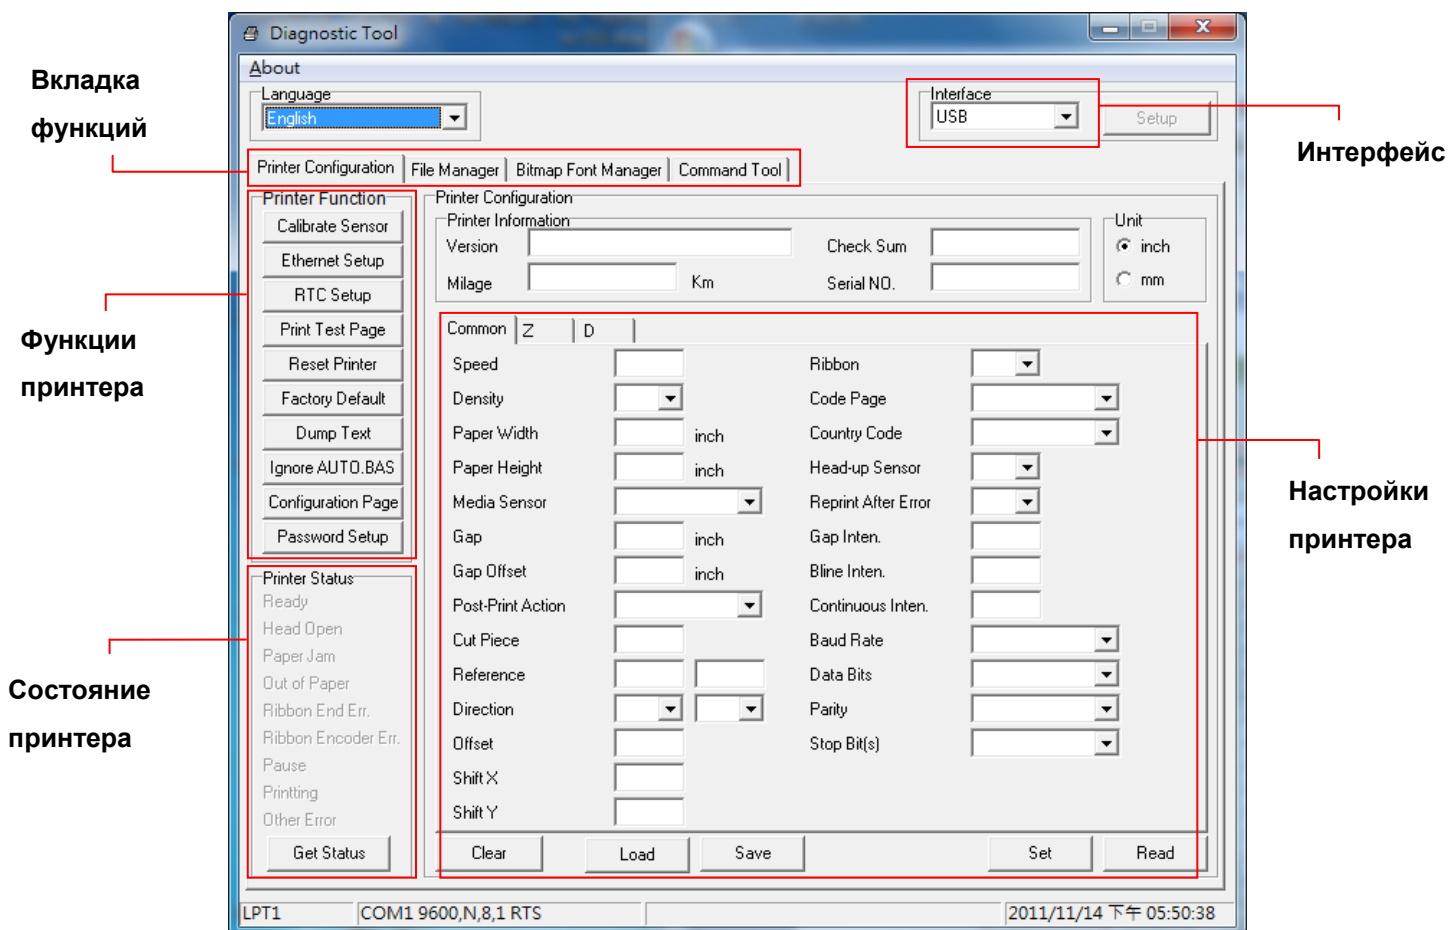 Diagnostic Tool
About
Language
English
Interface
USB
Setup
Вкладка
функций
Интерфейс
Printer Configuration
File Manager
Bitmap Font Manager
Command Tool
Printer Function
Calibrate Sensor
Ethernet Setup
RTC Setup
Print Test Page
Reset Printer
Factory Default
Dump Text
Ignore AUTO.BAS
Configuration Page
Password Setup
Функции
принтера
Printer Status
Ready
Head Open
Paper Jam
Out of Paper
Ribbon End Err.
Ribbon Encoder Err.
Pause
Printting
Other Error
Get Status
Состояние
принтера
Printer Configuration
Printer Information
Version
Check Sum
Milage
Km
Serial NO.
Unit
inch
mm
Common
Z
D
Speed
Density
Paper Width
inch
Paper Height
inch
Media Sensor
Gap
inch
Gap Offset
inch
Post-Print Action
Cut Piece
Reference
Direction
Offset
Shift X
Shift Y
Ribbon
Code Page
Country Code
Head-up Sensor
Reprint After Error
Gap Inten.
Bline Inten.
Continuous Inten.
Baud Rate
Data Bits
Parity
Stop Bit(s)
Настройки
принтера
Clear
Load
Save
Set
Read
LPT1
COM1 9600,N,8,1 RTS
2011/11/14 下午 05:50:38